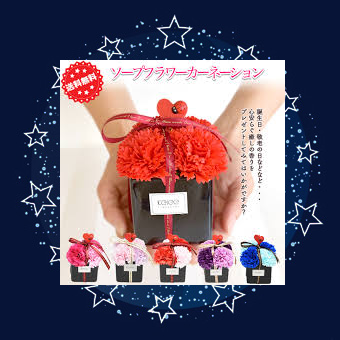 送料無料
ソープフラワーカーネーション
誕生日・敬老の日などなど・・・
心安らぐ癒しの香りを
プレゼントしてみてはいかがですか？